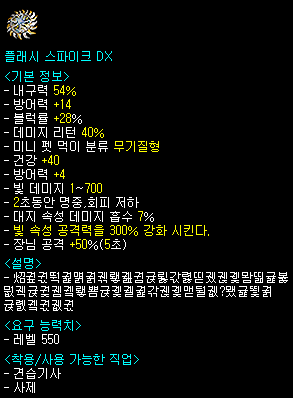 플래시 스파이크 DX
<기본 정보>
- 내구력 54%
- 방어력 +14
- 블럭률 +28%
- 데미지 리턴 40%
- 미니 펫 먹이 분류 무기질형
- 건강 +40
- 방어력 +4
- 빛 데미지 1~700
- 2초동안 명중,회피 저하
- 대지 속성 데미지 흡수 7%
- 빛 속성 공격력을 300% 강화 시킨다.
- 장님 공격 +50%(5초)
<설명>
<요구 능력치>
- 레벨 550
<착용/사용 가능한 직업>
- 견습기사
- 사제